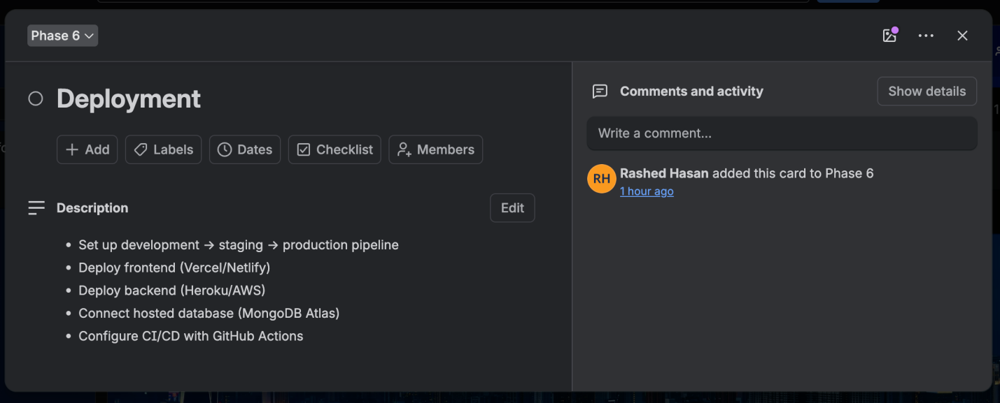 Phase 6
Deployment
Add
Labels
Dates
Checklist
Members
Description
Edit
• Set up development → staging → production pipeline
• Deploy frontend (Vercel/Netlify)
• Deploy backend (Heroku/AWS)
• Connect hosted database (MongoDB Atlas)
• Configure CI/CD with GitHub Actions
Comments and activity
Show details
Write a comment...
RH
Rashed Hasan added this card to Phase 6
1 hour ago